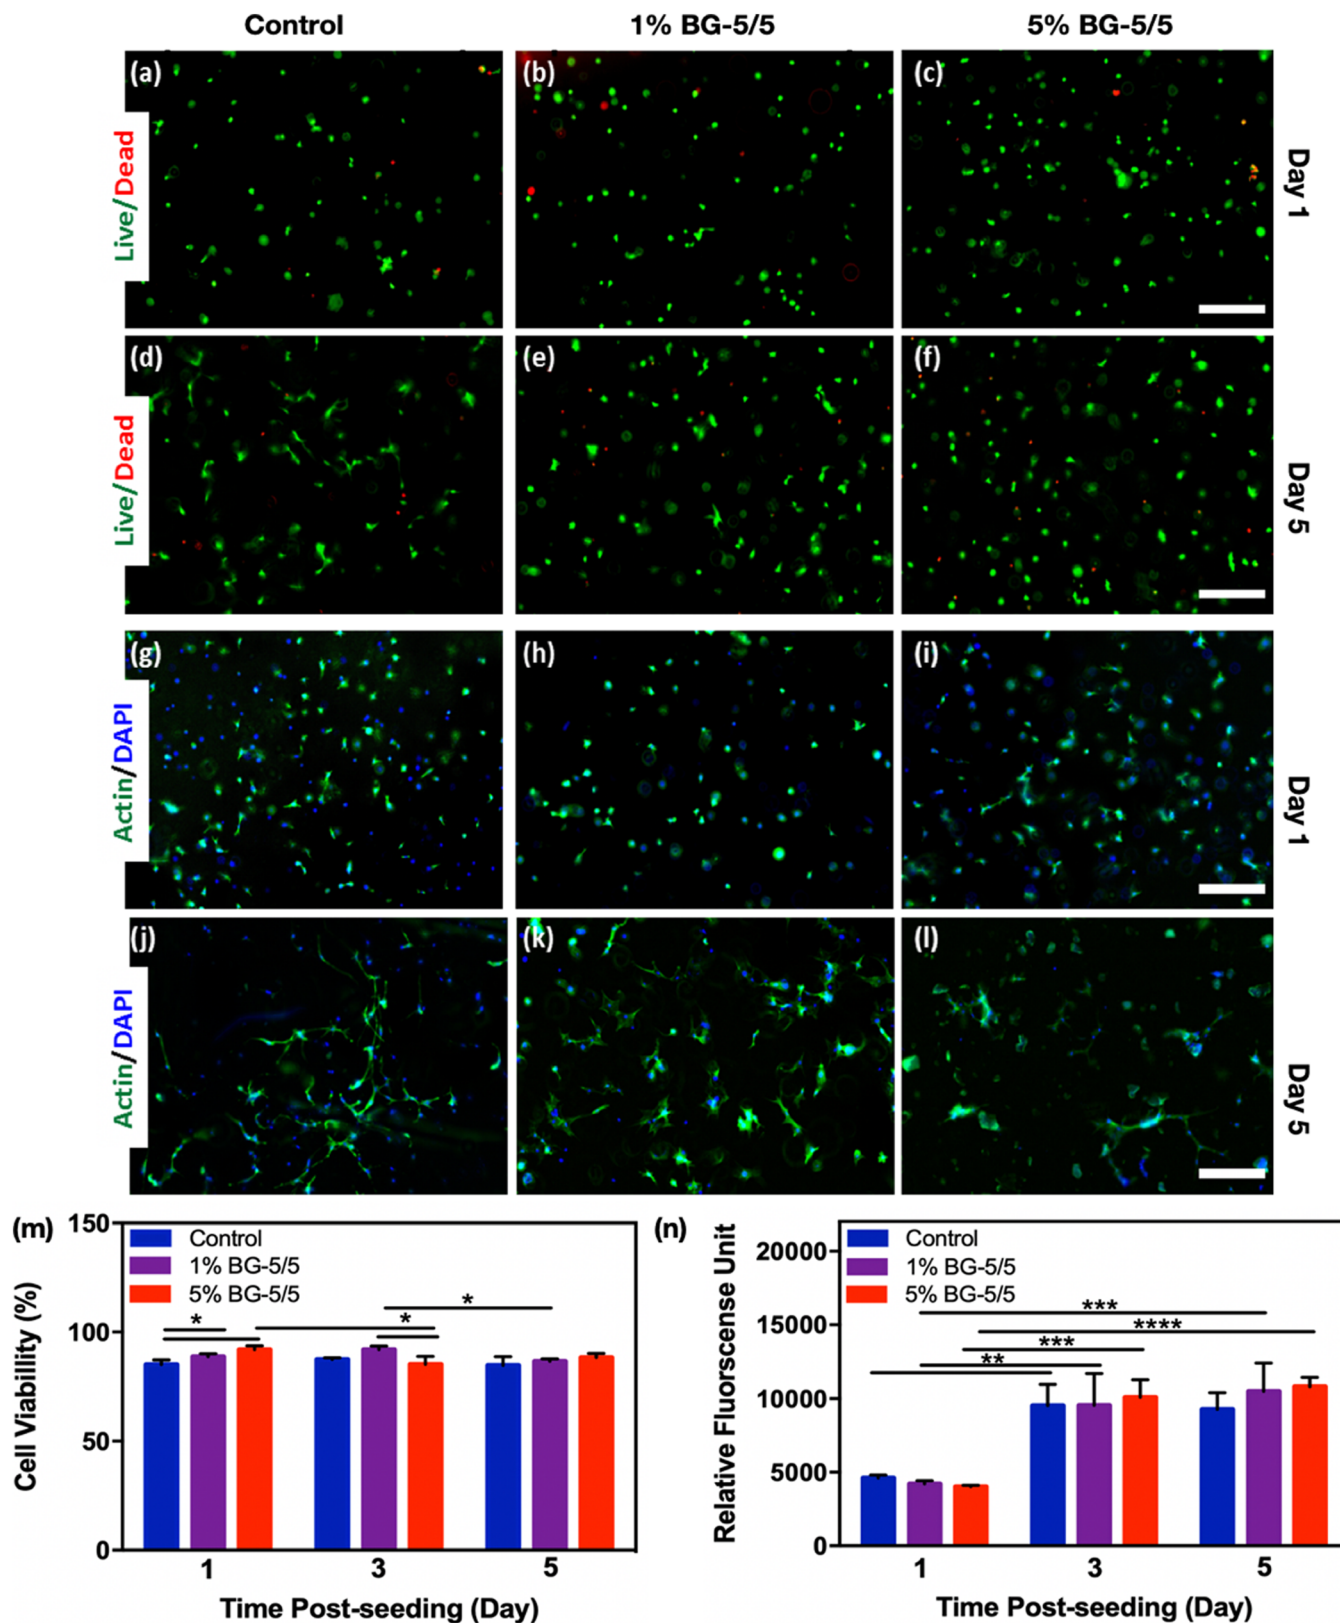 Control 1% BG-5/5 5% BG-5/5
(a) (b) (c)
Live/Dead
Day 1
(d) (e) (f)
Live/Dead
Day 5
(g) (h) (i)
Actin/DAPI
Day 1
(j) (k) (l)
Actin/DAPI
Day 5
(m)
Cell Viability (%)
150
100
50
0
Control
1% BG-5/5
5% BG-5/5
*
*
*
1 3 5
Time Post-seeding (Day)
(n)
Relative Fluorscense Unit
20000
15000
10000
5000
0
Control
1% BG-5/5
5% BG-5/5
***
****
***
**
1 3 5
Time Post-seeding (Day)